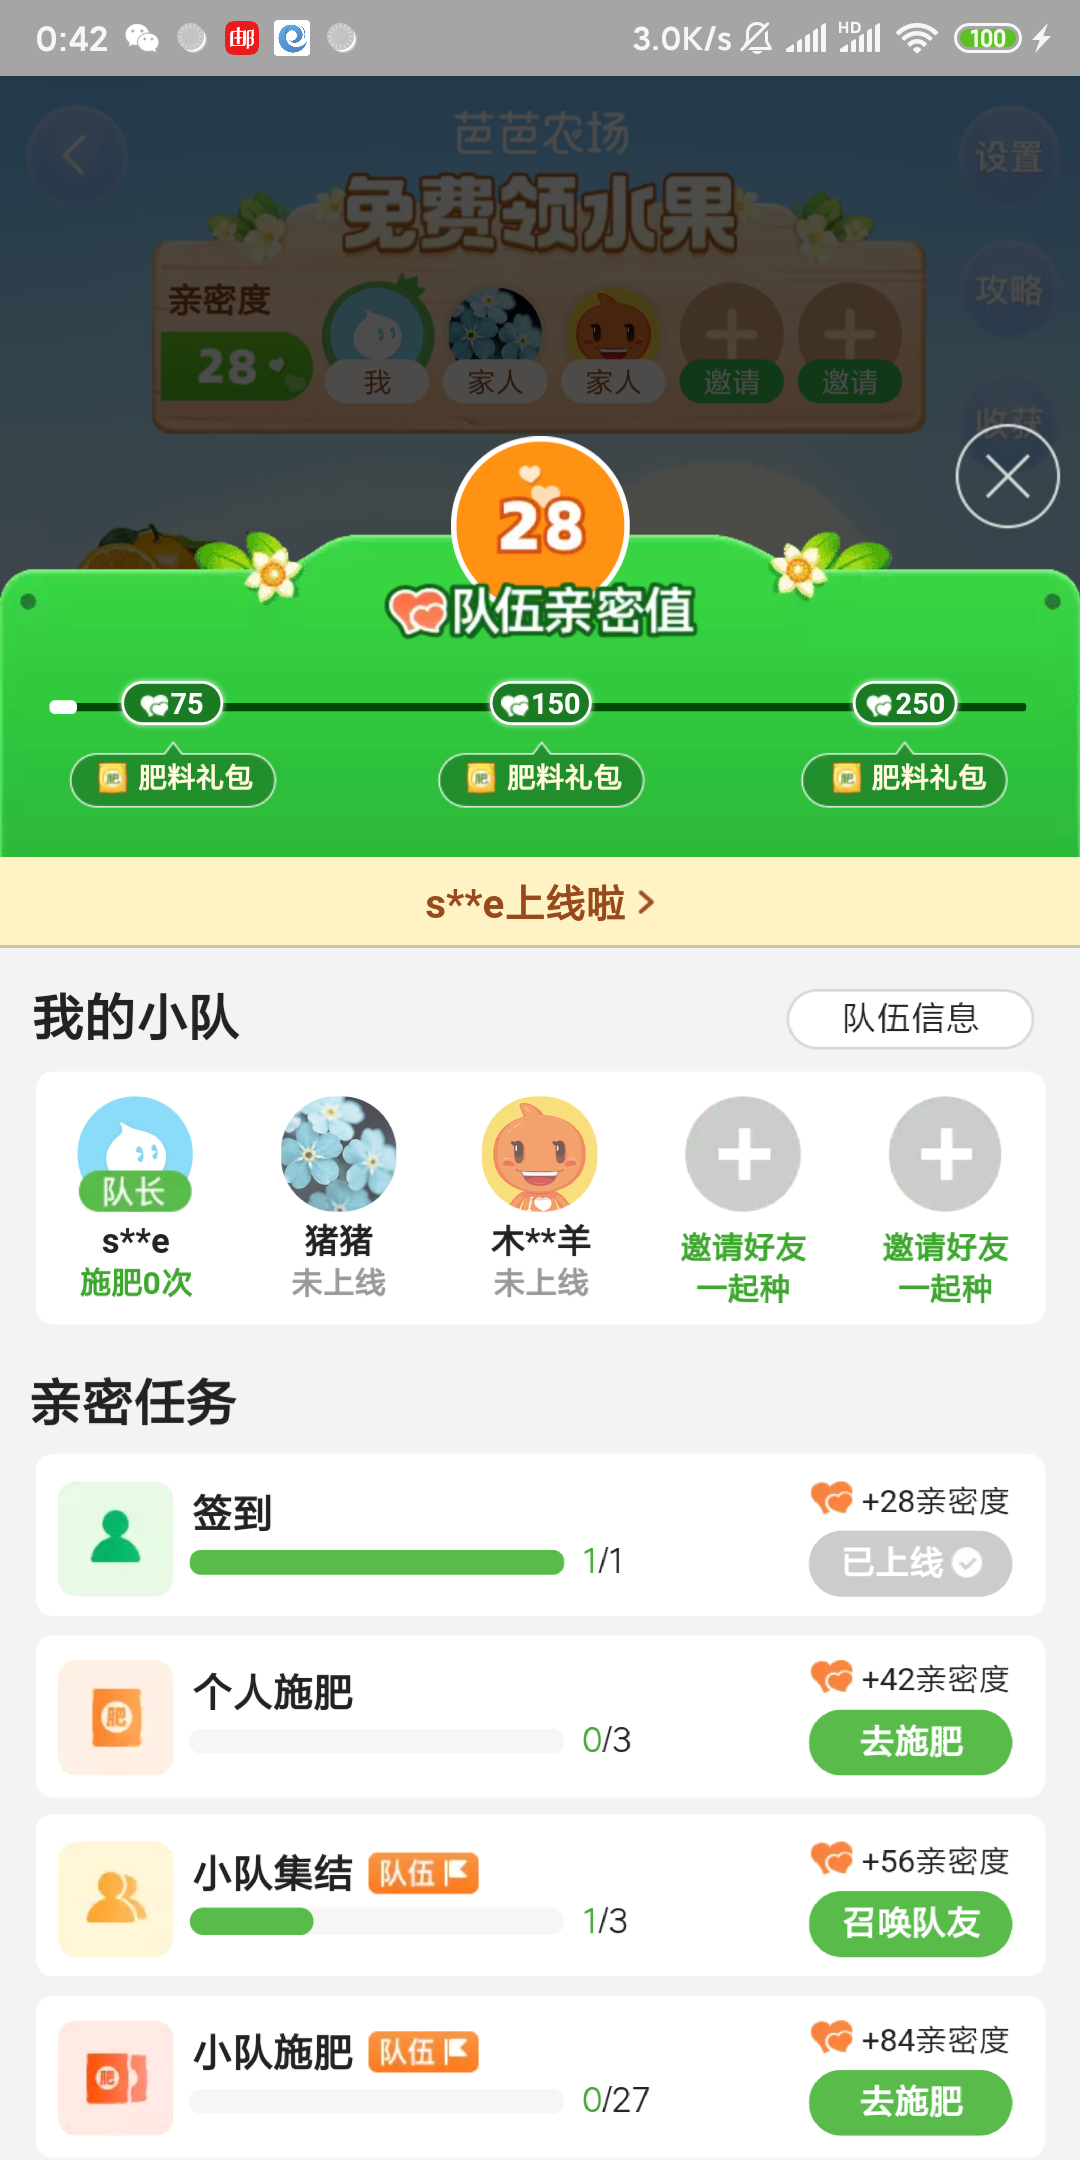 0:42
邮
3.0K/s
HD
100
芭芭农场
设置
免费领水果
亲密度
28
攻略
我
家人
家人
邀请
邀请
收获
28
队伍亲密值
75
150
250
肥 肥料礼包
肥 肥料礼包
肥 肥料礼包
s**e上线啦 >
我的小队
队伍信息
队长
s**e
施肥0次
猪猪
未上线
木**羊
未上线
邀请好友
一起种
邀请好友
一起种
亲密任务
签到
1/1
+28亲密度
已上线
肥
个人施肥
0/3
+42亲密度
去施肥
小队集结 队伍
1/3
+56亲密度
召唤队友
肥
小队施肥 队伍
0/27
+84亲密度
去施肥